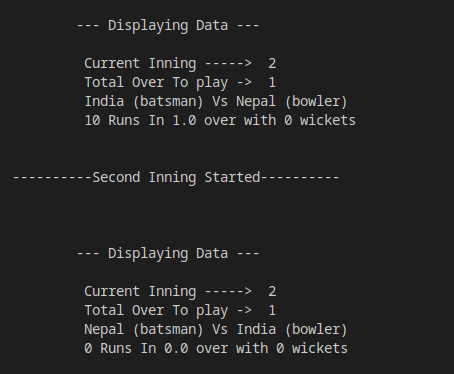 --- Displaying Data ---
Current Inning ----->  2
Total Over To play ->  1
India (batsman) Vs Nepal (bowler)
10 Runs In 1.0 over with 0 wickets
----------Second Inning Started----------
--- Displaying Data ---
Current Inning ----->  2
Total Over To play ->  1
Nepal (batsman) Vs India (bowler)
0 Runs In 0.0 over with 0 wickets